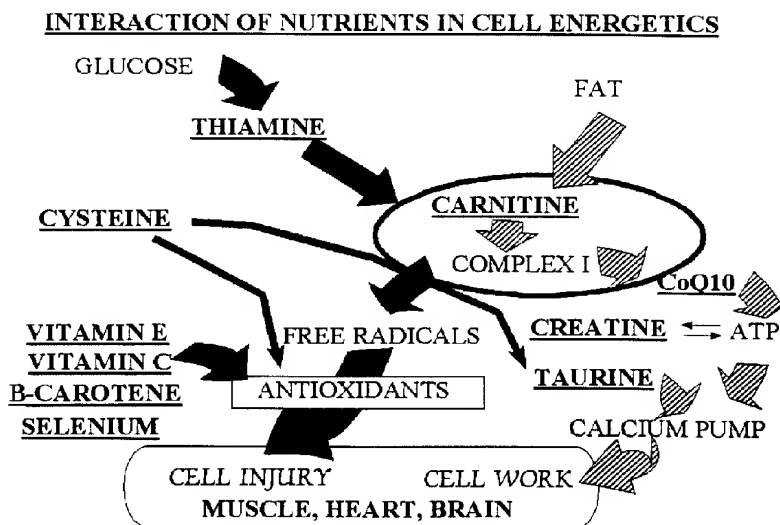 INTERACTION OF NUTRIENTS IN CELL ENERGETICS
GLUCOSE
FAT
THIAMINE
CARNITINE
CYSTEINE
COMPLEX I
CoQ10
FREE RADICALS
CREATINE
ATP
VITAMIN E
VITAMIN C
B-CAROTENE
SELENIUM
ANTIOXIDANTS
TAURINE
CALCIUM PUMP
CELL INJURY
CELL WORK
MUSCLE, HEART, BRAIN